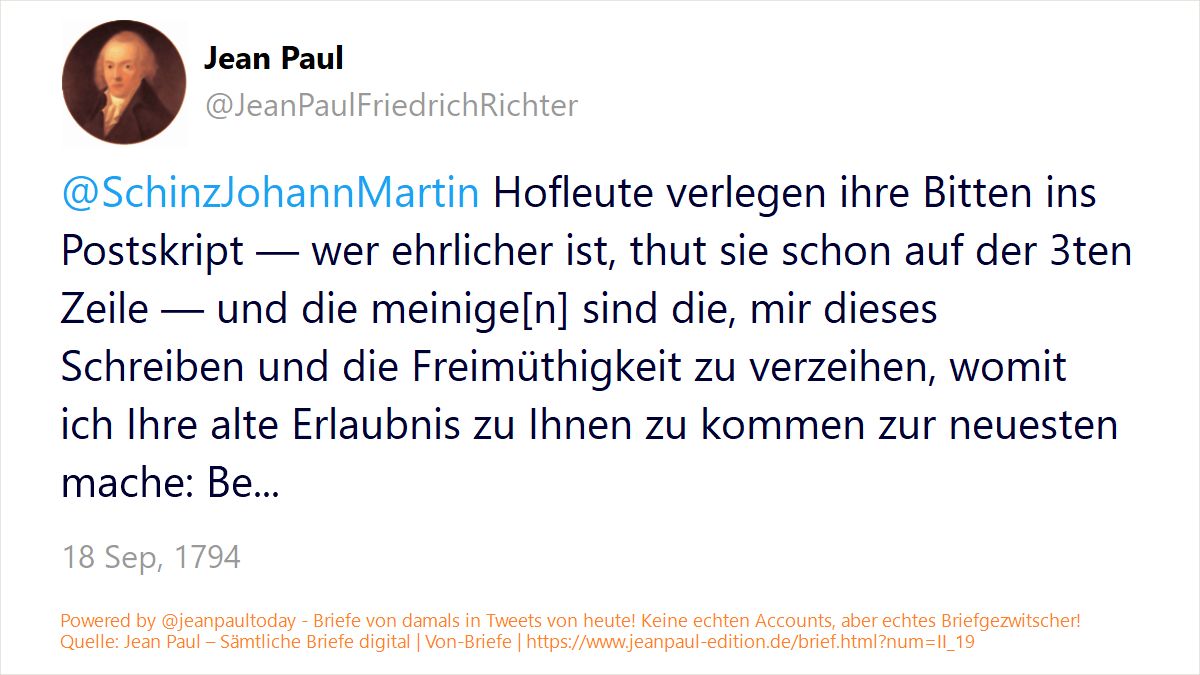 Jean Paul
@JeanPaulFriedrichRichter
@SchinzJohannMartin Hofleute verlegen ihre Bitten ins
Postskript — wer ehrlicher ist, thut sie schon auf der 3ten
Zeile — und die meinige[n] sind die, mir dieses
Schreiben und die Freimüthigkeit zu verzeihen, womit
ich Ihre alte Erlaubnis zu Ihnen zu kommen zur neuesten
mache: Be...
18 Sep, 1794
Powered by @jeanpaultoday - Briefe von damals in Tweets von heute! Keine echten Accounts, aber echtes Briefgezwitscher!
Quelle: Jean Paul – Sämtliche Briefe digital | Von-Briefe | https://www.jeanpaul-edition.de/brief.html?num=II_19